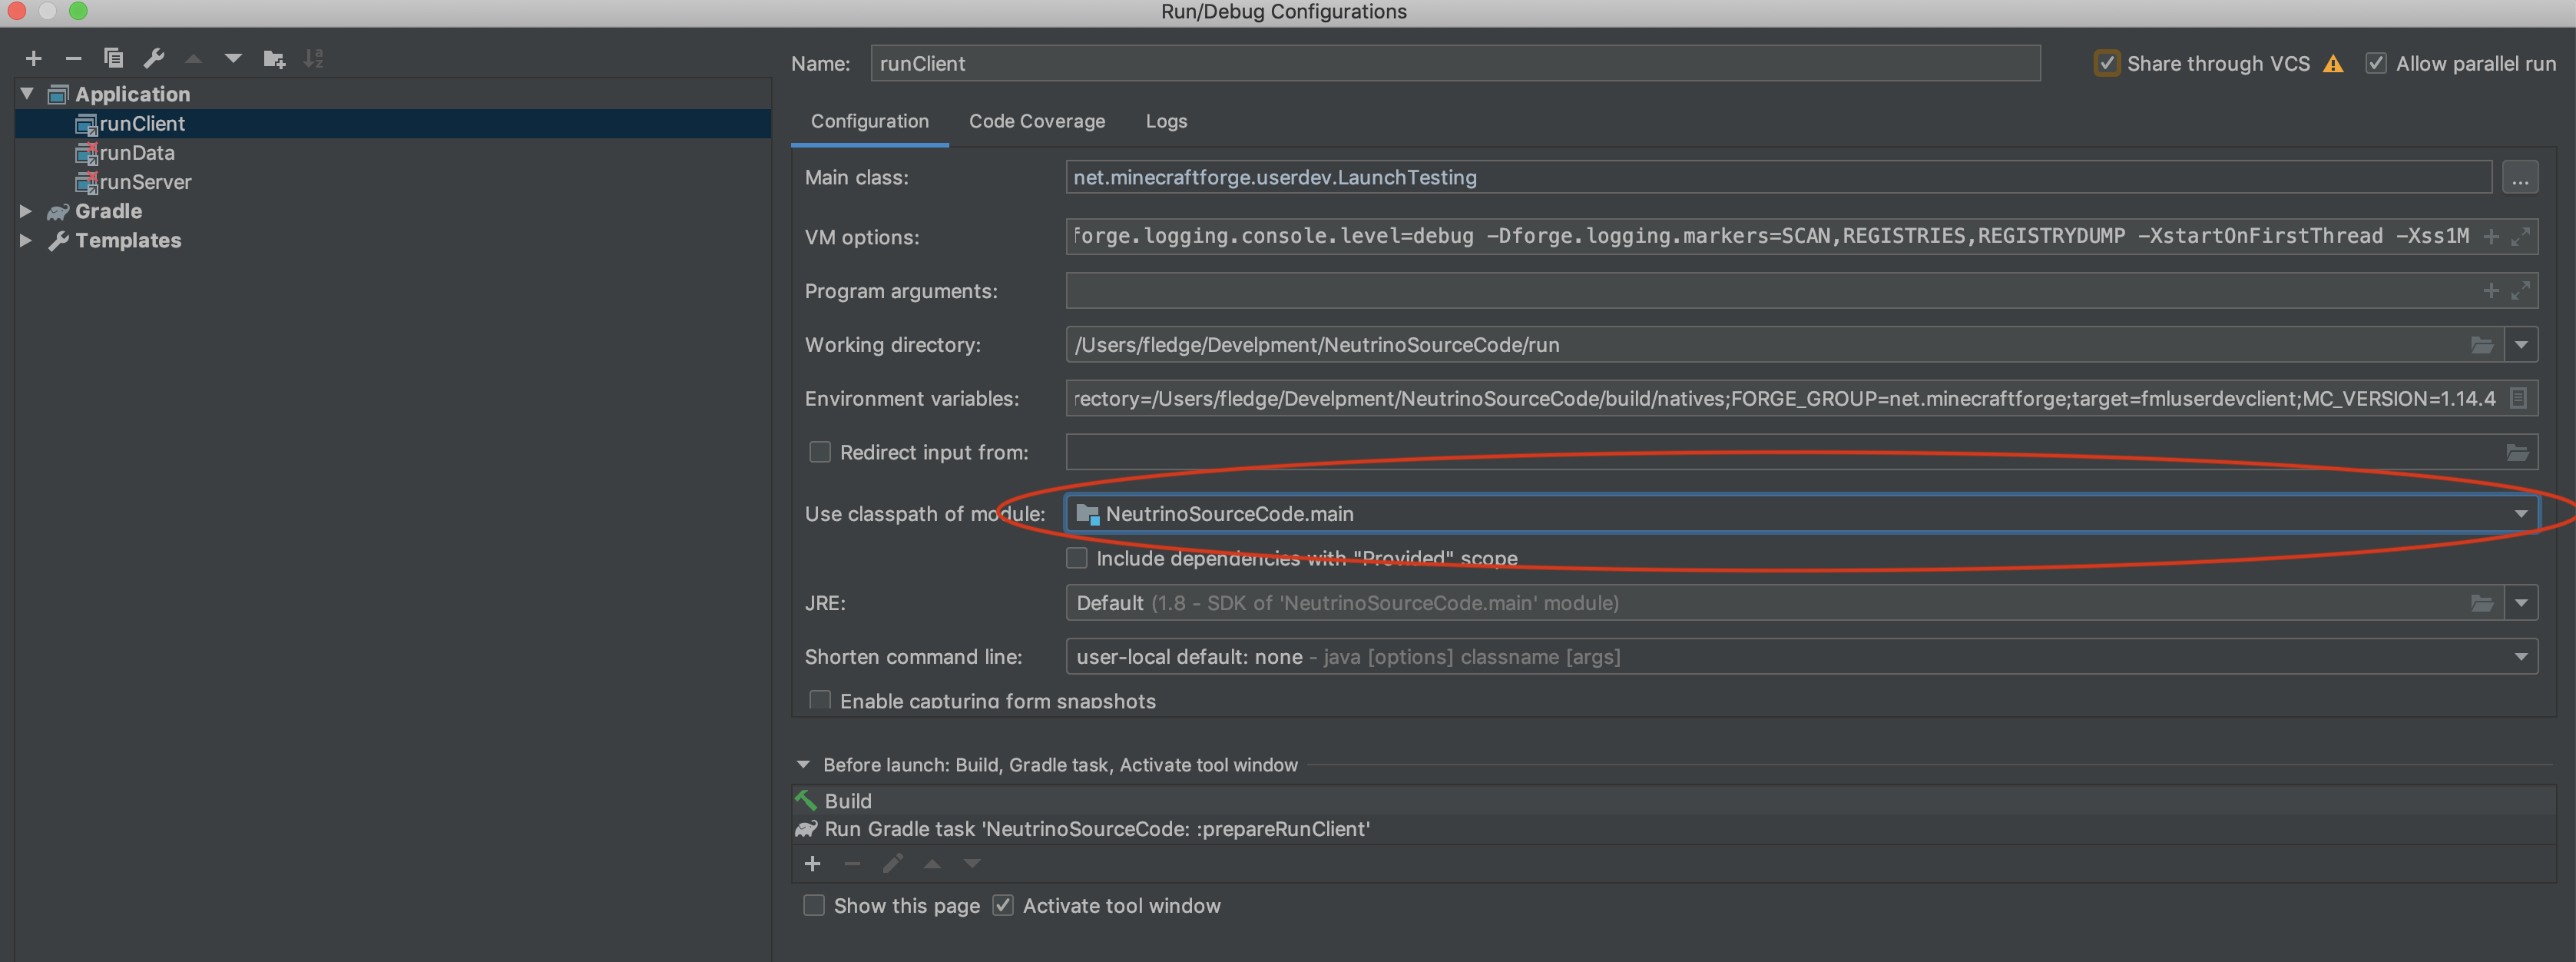 Run/Debug Configurations
Name: runClient Share through VCS Allow parallel run
Application
runClient
runData
runServer
Gradle
Templates
Configuration Code Coverage Logs
Main class: net.minecraftforge.userdev.LaunchTesting ...
VM options: forge.logging.console.level=debug -Dforge.logging.markers=SCAN,REGISTRIES,REGISTRYDUMP -XstartOnFirstThread -Xss1M
Program arguments:
Working directory: /Users/fledge/Develpment/NeutrinoSourceCode/run
Environment variables: rectory=/Users/fledge/Develpment/NeutrinoSourceCode/build/natives;FORGE_GROUP=net.minecraftforge;target=fmluserdevclient;MC_VERSION=1.14.4
Redirect input from:
Use classpath of module: NeutrinoSourceCode.main
Include dependencies with "Provided" scope
JRE: Default (1.8 - SDK of 'NeutrinoSourceCode.main' module)
Shorten command line: user-local default: none - java [options] classname [args]
Enable capturing form snapshots
Before launch: Build, Gradle task, Activate tool window
Build
Run Gradle task 'NeutrinoSourceCode: :prepareRunClient'
Show this page Activate tool window